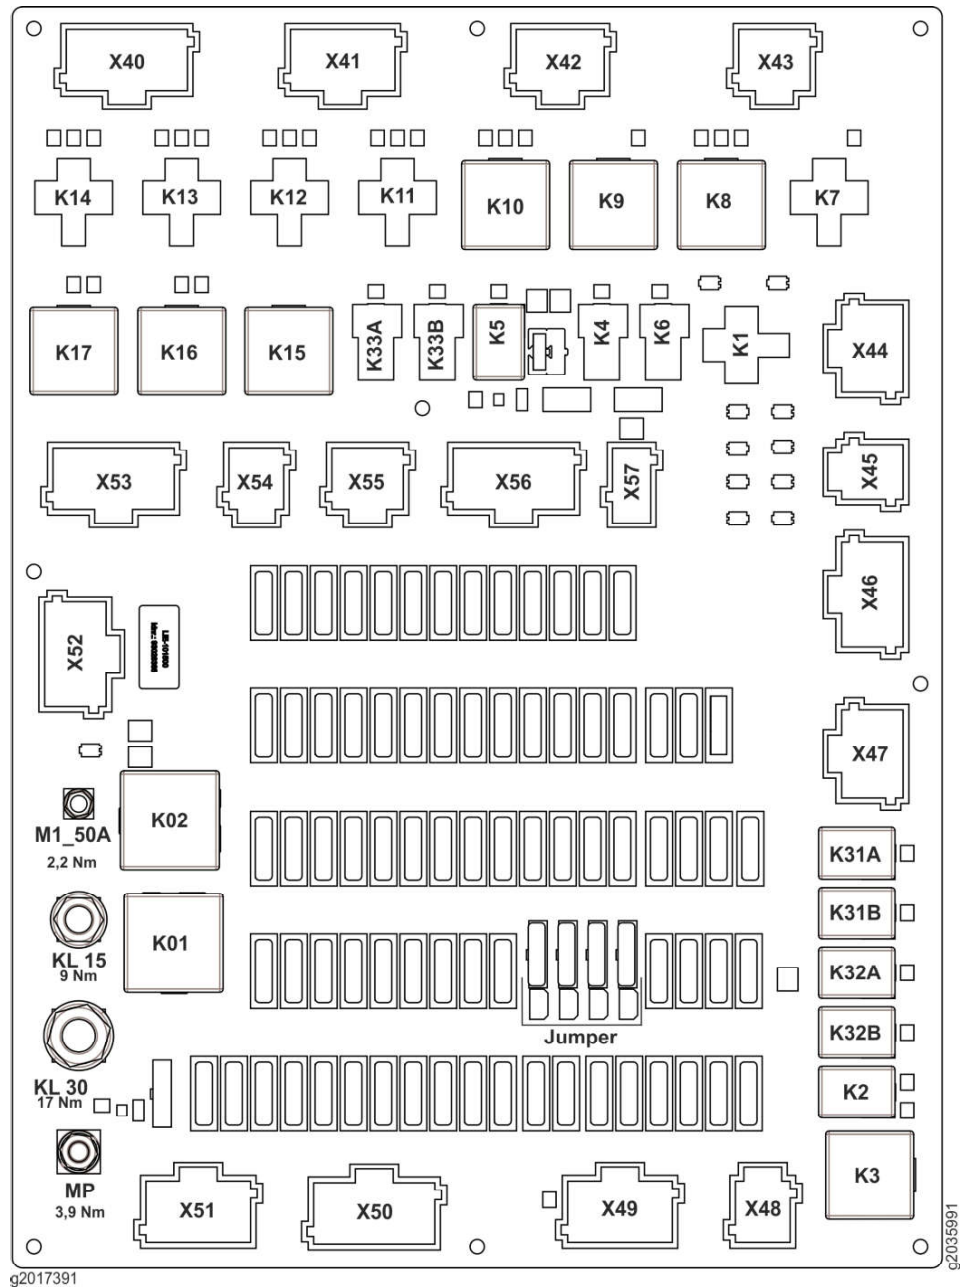 X40 X41 X42 X43
K14 K13 K12 K11 K10 K9 K8 K7
K17 K16 K15 K33A K33B K5 K4 K6 K1 X44
X53 X54 X55 X56 X57 X45
X46
X52
X47
K02
M1_50A
2,2 Nm
K31A
K31B
K01
KL 15
9 Nm
K32A
K32B
Jumper
KL 30
17 Nm
K2
MP
3,9 Nm
K3
X51 X50 X49 X48
g2035991
g2017391